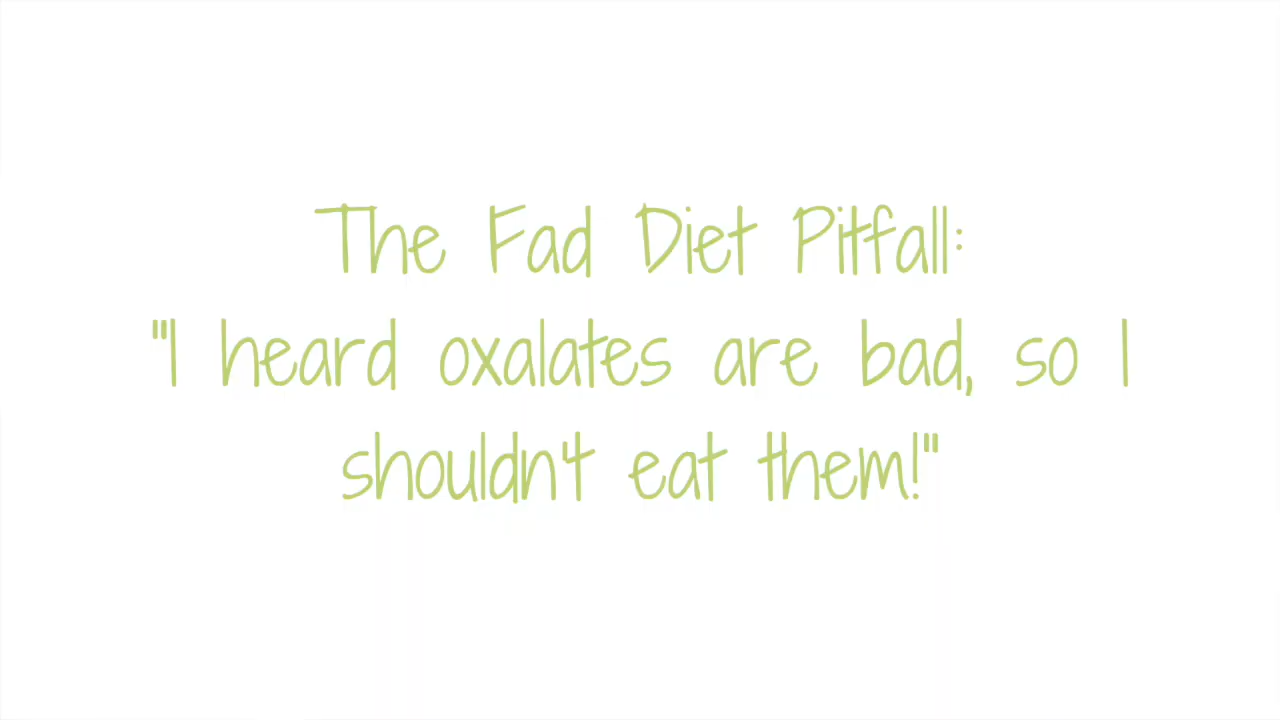 The Fad Diet Pitfall:
"I heard oxalates are bad, so I
shouldn't eat them!"